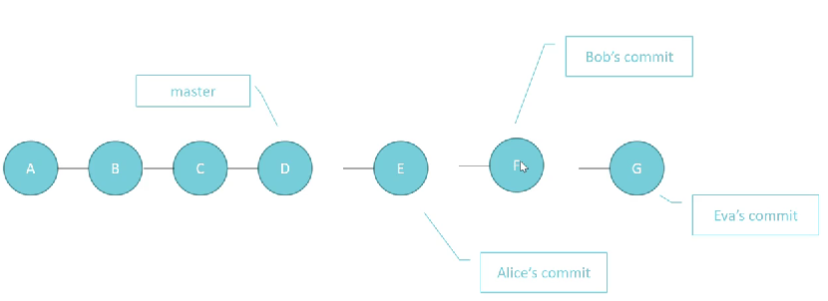 Bob's commit
master
A
B
C
D
E
F
G
Eva's commit
Alice's commit